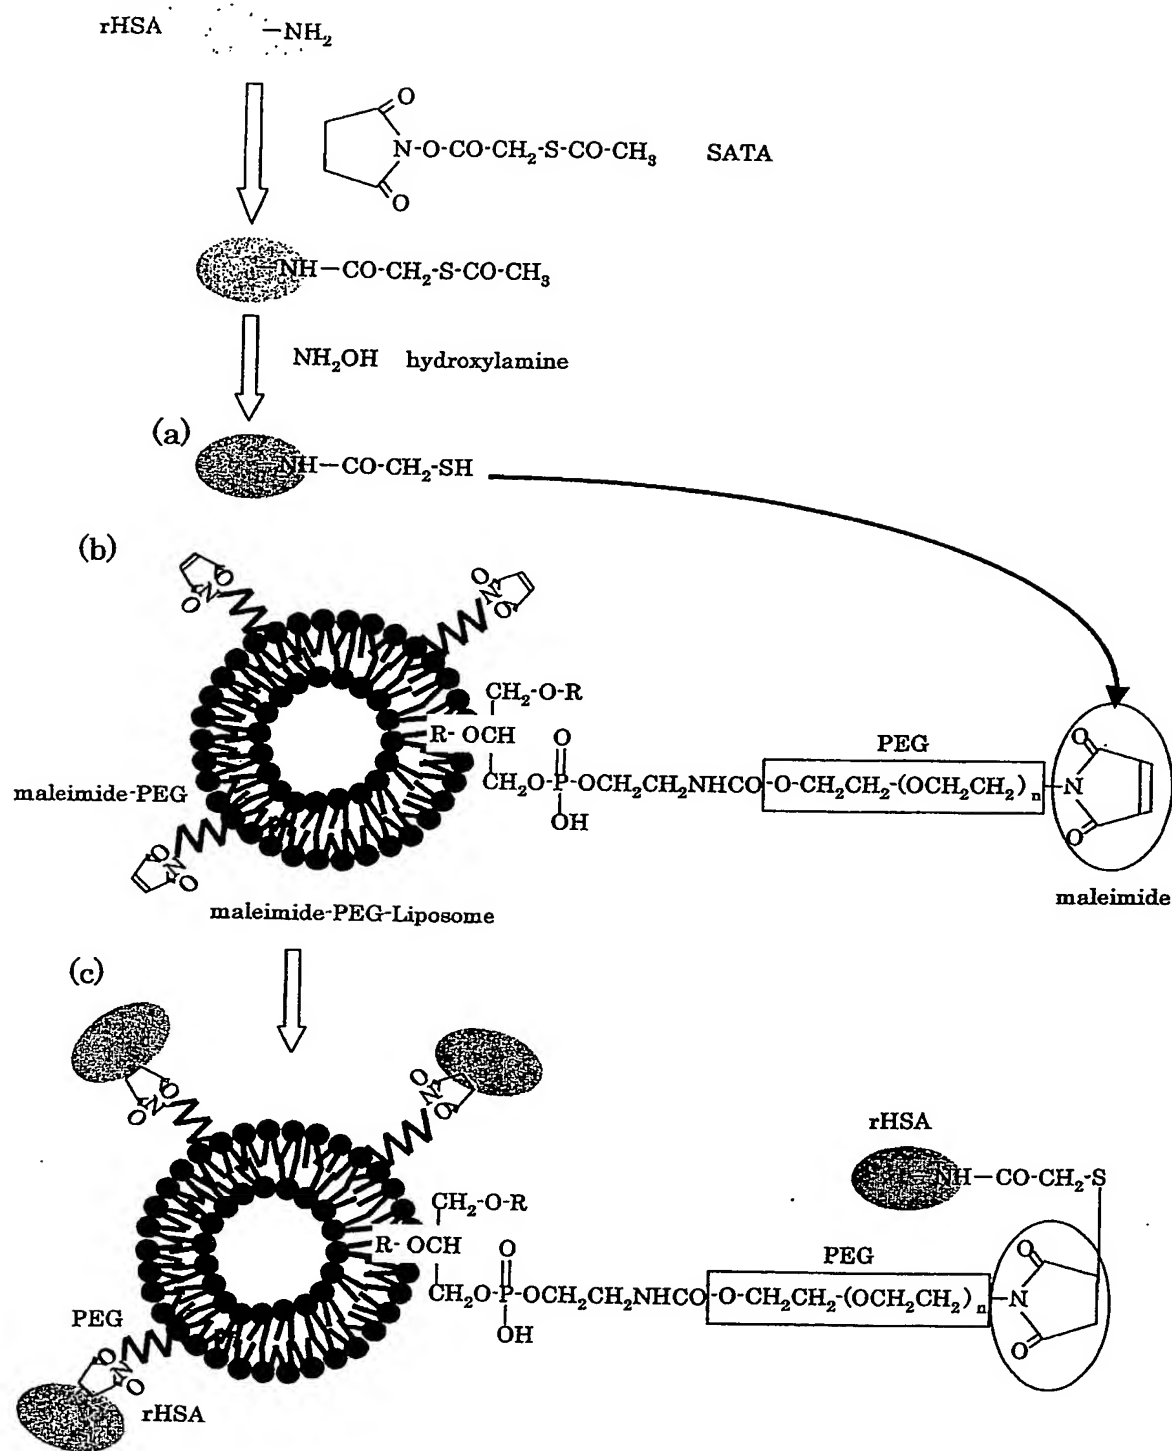 rHSA —NH₂
O
N-O-CO-CH₂-S-CO-CH₃ SATA
O
NH—CO-CH₂-S-CO-CH₃
NH₂OH hydroxylamine
(a)
NH—CO-CH₂-SH
(b)
O N O
O N O
CH₂-O-R
R- OCH
O PEG O
CH₂O-P-OCH₂CH₂NHCO-O-CH₂CH₂-(OCH₂CH₂)n-N
OH O
maleimide-PEG
O N O
maleimide
maleimide-PEG-Liposome
(c)
O N O
O N O
rHSA
NH—CO-CH₂-S
CH₂-O-R
R- OCH
O PEG O
CH₂O-P-OCH₂CH₂NHCO-O-CH₂CH₂-(OCH₂CH₂)n-N
OH O
PEG
O N O
rHSA